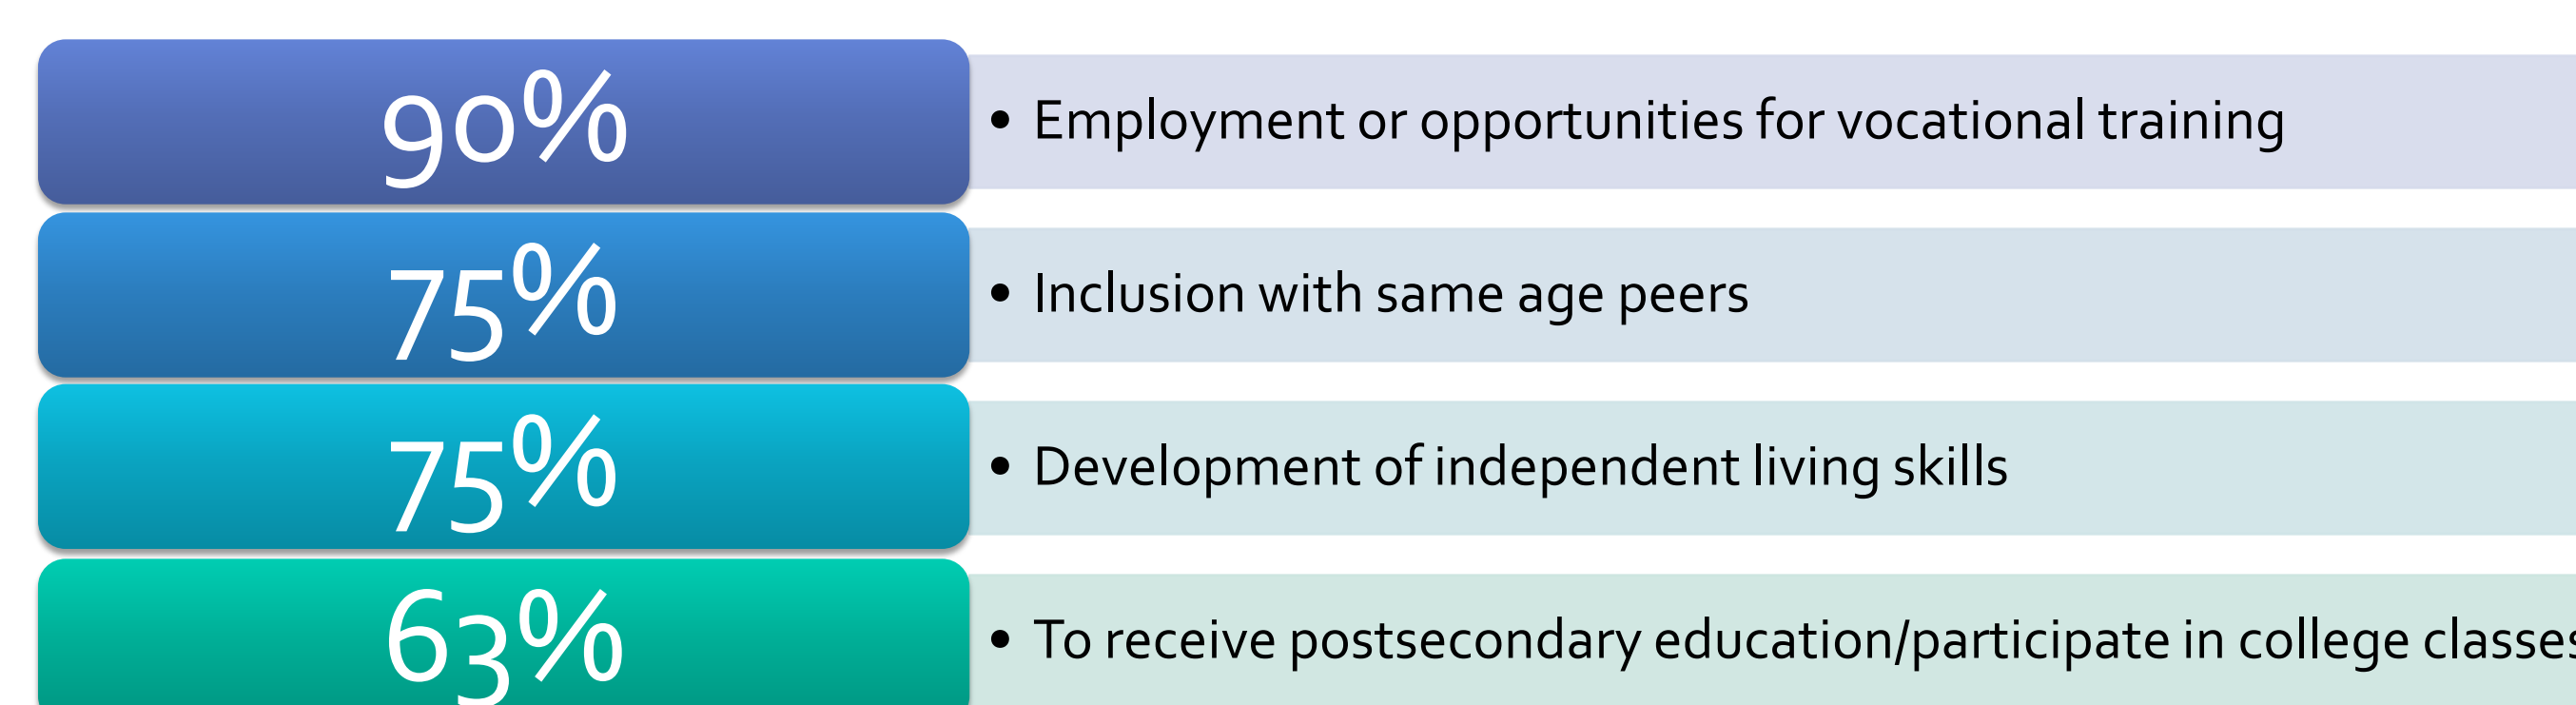 90%
• Employment or opportunities for vocational training
75%
• Inclusion with same age peers
75%
• Development of independent living skills
63%
• To receive postsecondary education/participate in college classes